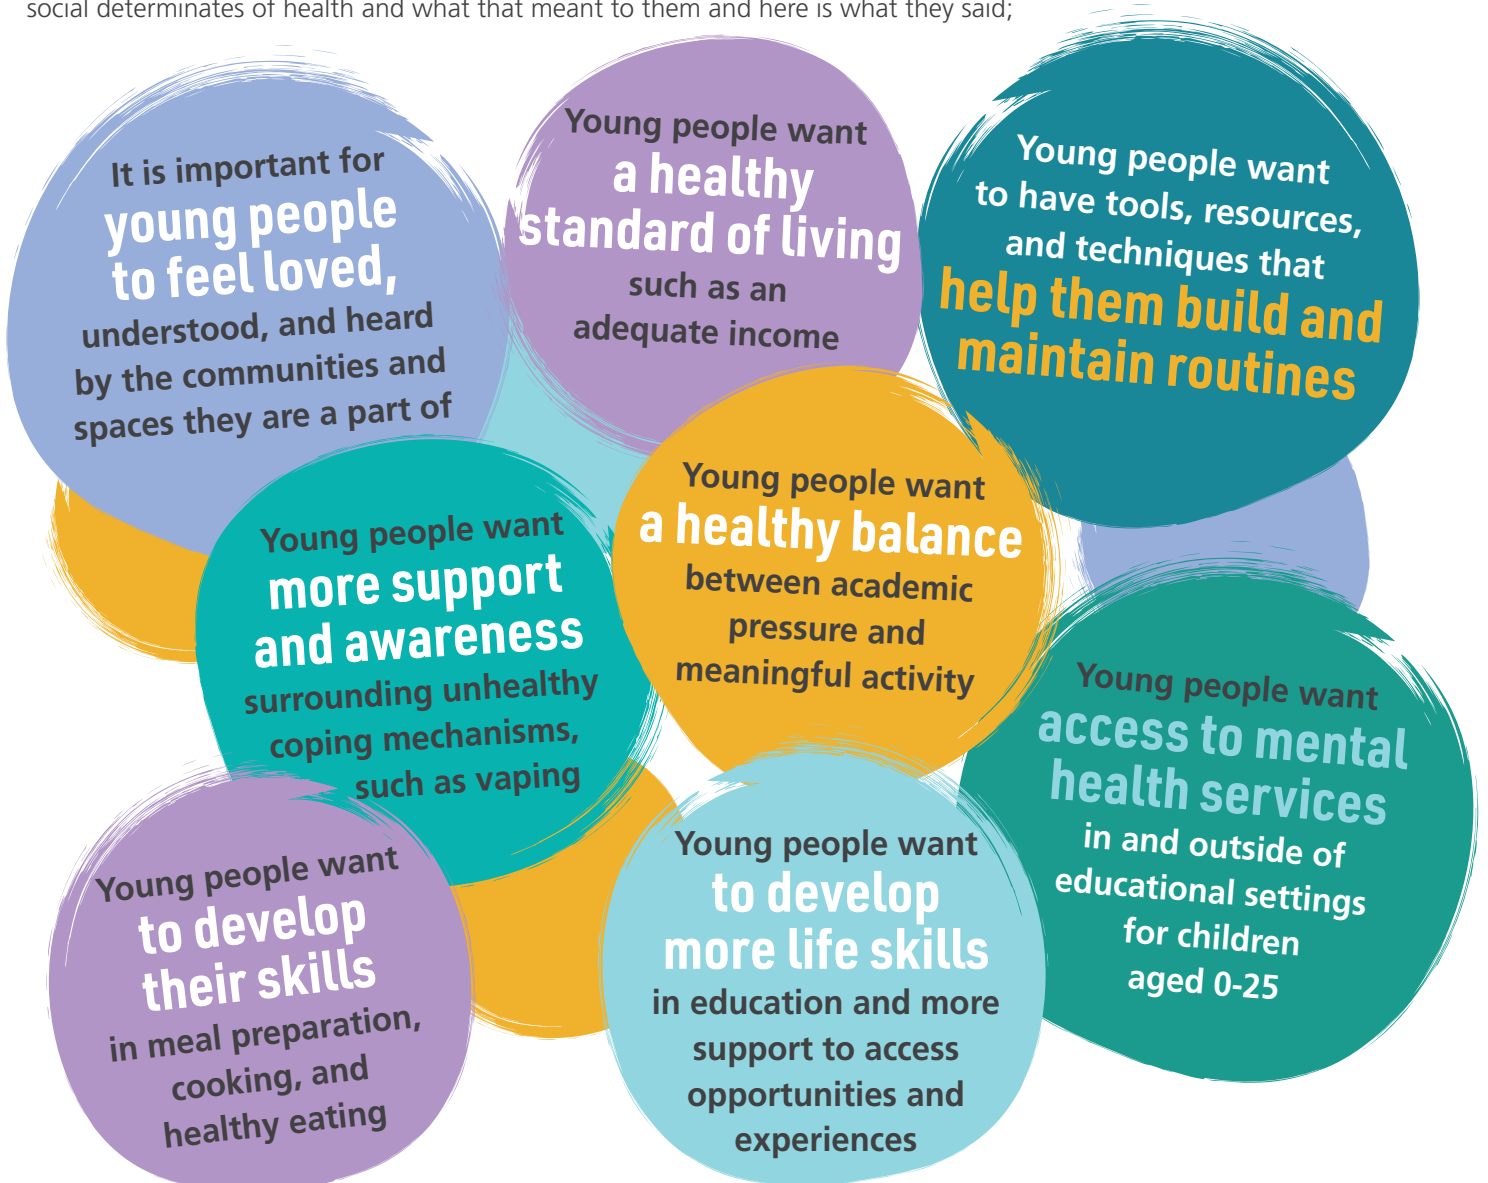 social determinates of health and what that meant to them and here is what they said;
It is important for
young people
to feel loved,
understood, and heard
by the communities and
spaces they are a part of
Young people want
a healthy
standard of living
such as an
adequate income
Young people want
to have tools, resources,
and techniques that
help them build and
maintain routines
Young people want
more support
and awareness
surrounding unhealthy
coping mechanisms,
such as vaping
Young people want
a healthy balance
between academic
pressure and
meaningful activity
Young people want
access to mental
health services
in and outside of
educational settings
for children
aged 0-25
Young people want
to develop
their skills
in meal preparation,
cooking, and
healthy eating
Young people want
to develop
more life skills
in education and more
support to access
opportunities and
experiences